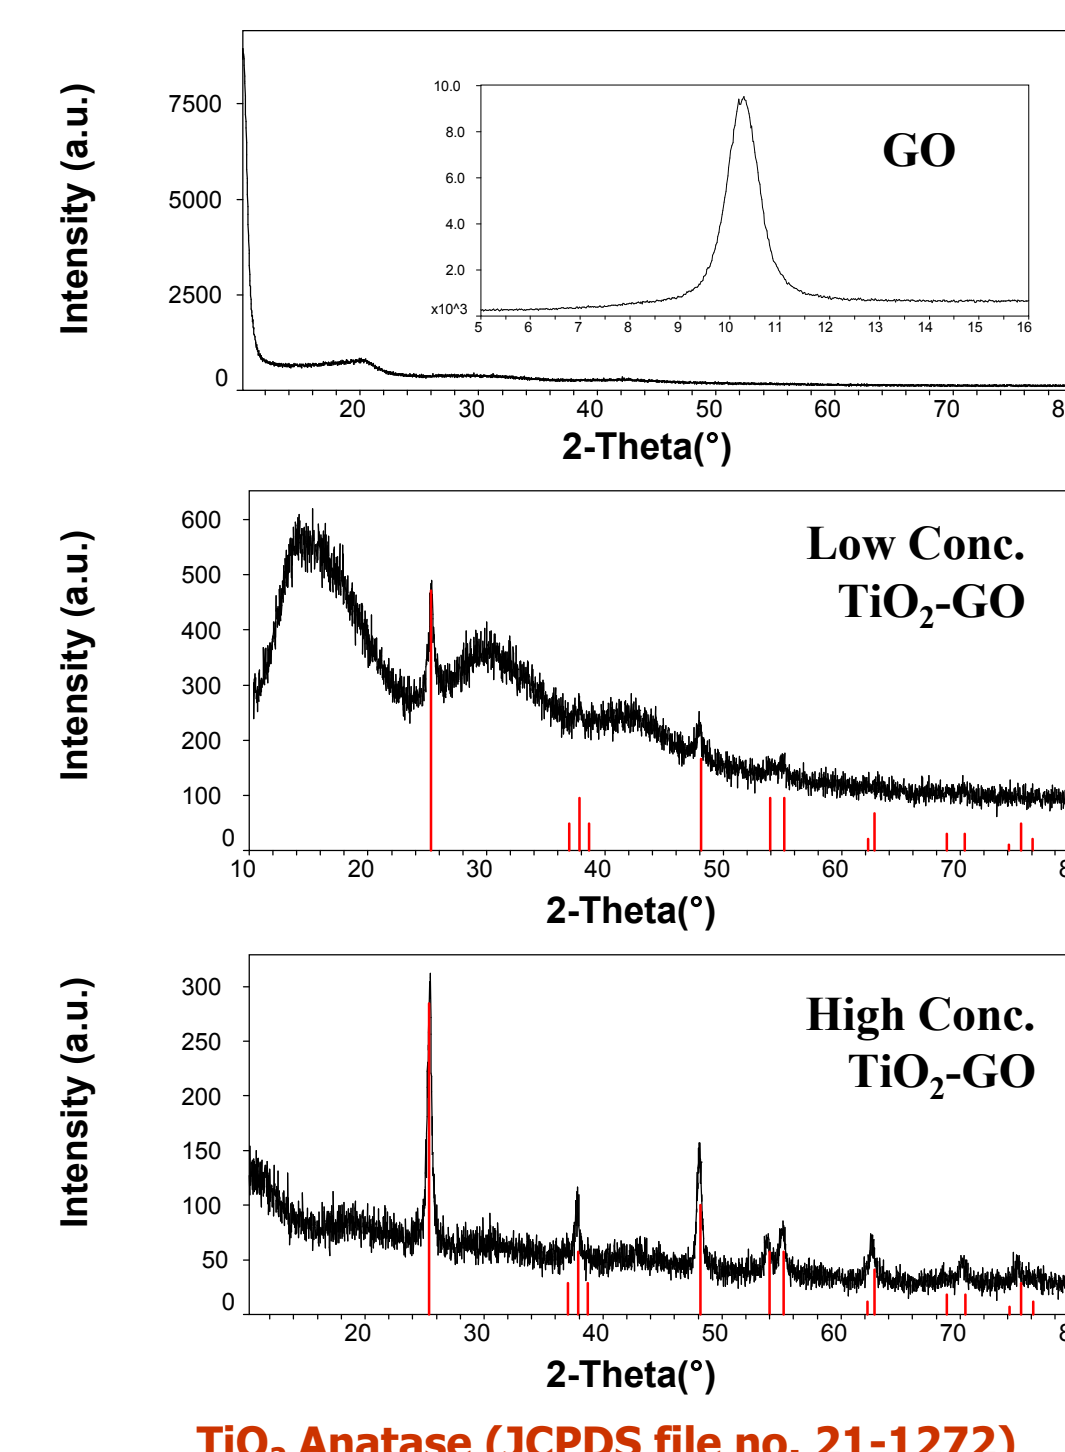 Intensity (a.u.)
7500
5000
2500
0
10.0
8.0
6.0
4.0
2.0
x10^3
GO
5 6 7 8 9 10 11 12 13 14 15 16
20 30 40 50 60 70 8
2-Theta(°)
Intensity (a.u.)
600
500
400
300
200
100
0
Low Conc.
TiO₂-GO
10 20 30 40 50 60 70 8
2-Theta(°)
Intensity (a.u.)
300
250
200
150
100
50
0
High Conc.
TiO₂-GO
20 30 40 50 60 70 8
2-Theta(°)
TiO₂ Anatase (JCPDS file no. 21-1272)